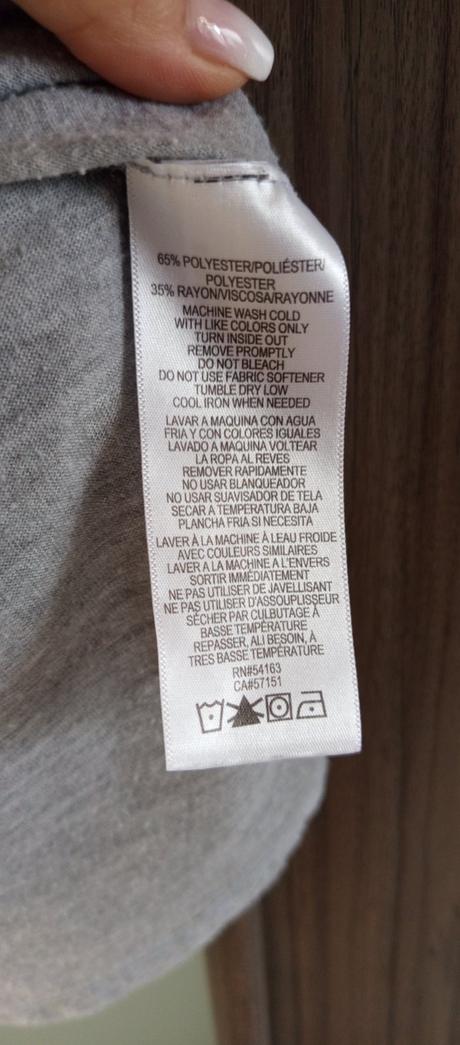 65% POLYESTER/POLIÉSTER/
POLYESTER
35% RAYON/VISCOSA/RAYONNE
MACHINE WASH COLD
WITH LIKE COLORS ONLY
TURN INSIDE OUT
REMOVE PROMPTLY
DO NOT BLEACH
DO NOT USE FABRIC SOFTENER
TUMBLE DRY LOW
COOL IRON WHEN NEEDED
LAVAR A MAQUINA CON AGUA
FRIA Y CON COLORES IGUALES
LAVADO A MAQUINA VOLTEAR
LA ROPA AL REVES
REMOVER RAPIDAMENTE
NO USAR BLANQUEADOR
NO USAR SUAVISADOR DE TELA
SECAR A TEMPERATURA BAJA
PLANCHA FRIA SI NECESITA
LAVER À LA MACHINE À LEAU FROIDE
AVEC COULEURS SIMILAIRES
LAVER A LA MACHINE A L'ENVERS
SORTIR IMMÉDIATEMENT
NE PAS UTILISER DE JAVELLISANT
NE PAS UTILISER D'ASSOUPLISSEUR
SÉCHER PAR CULBUTAGE À
BASSE TEMPÉRATURE
REPASSER, ALI BESOIN, À
TRES BASSE TEMPÉRATURE
RN#54163
CA#57151